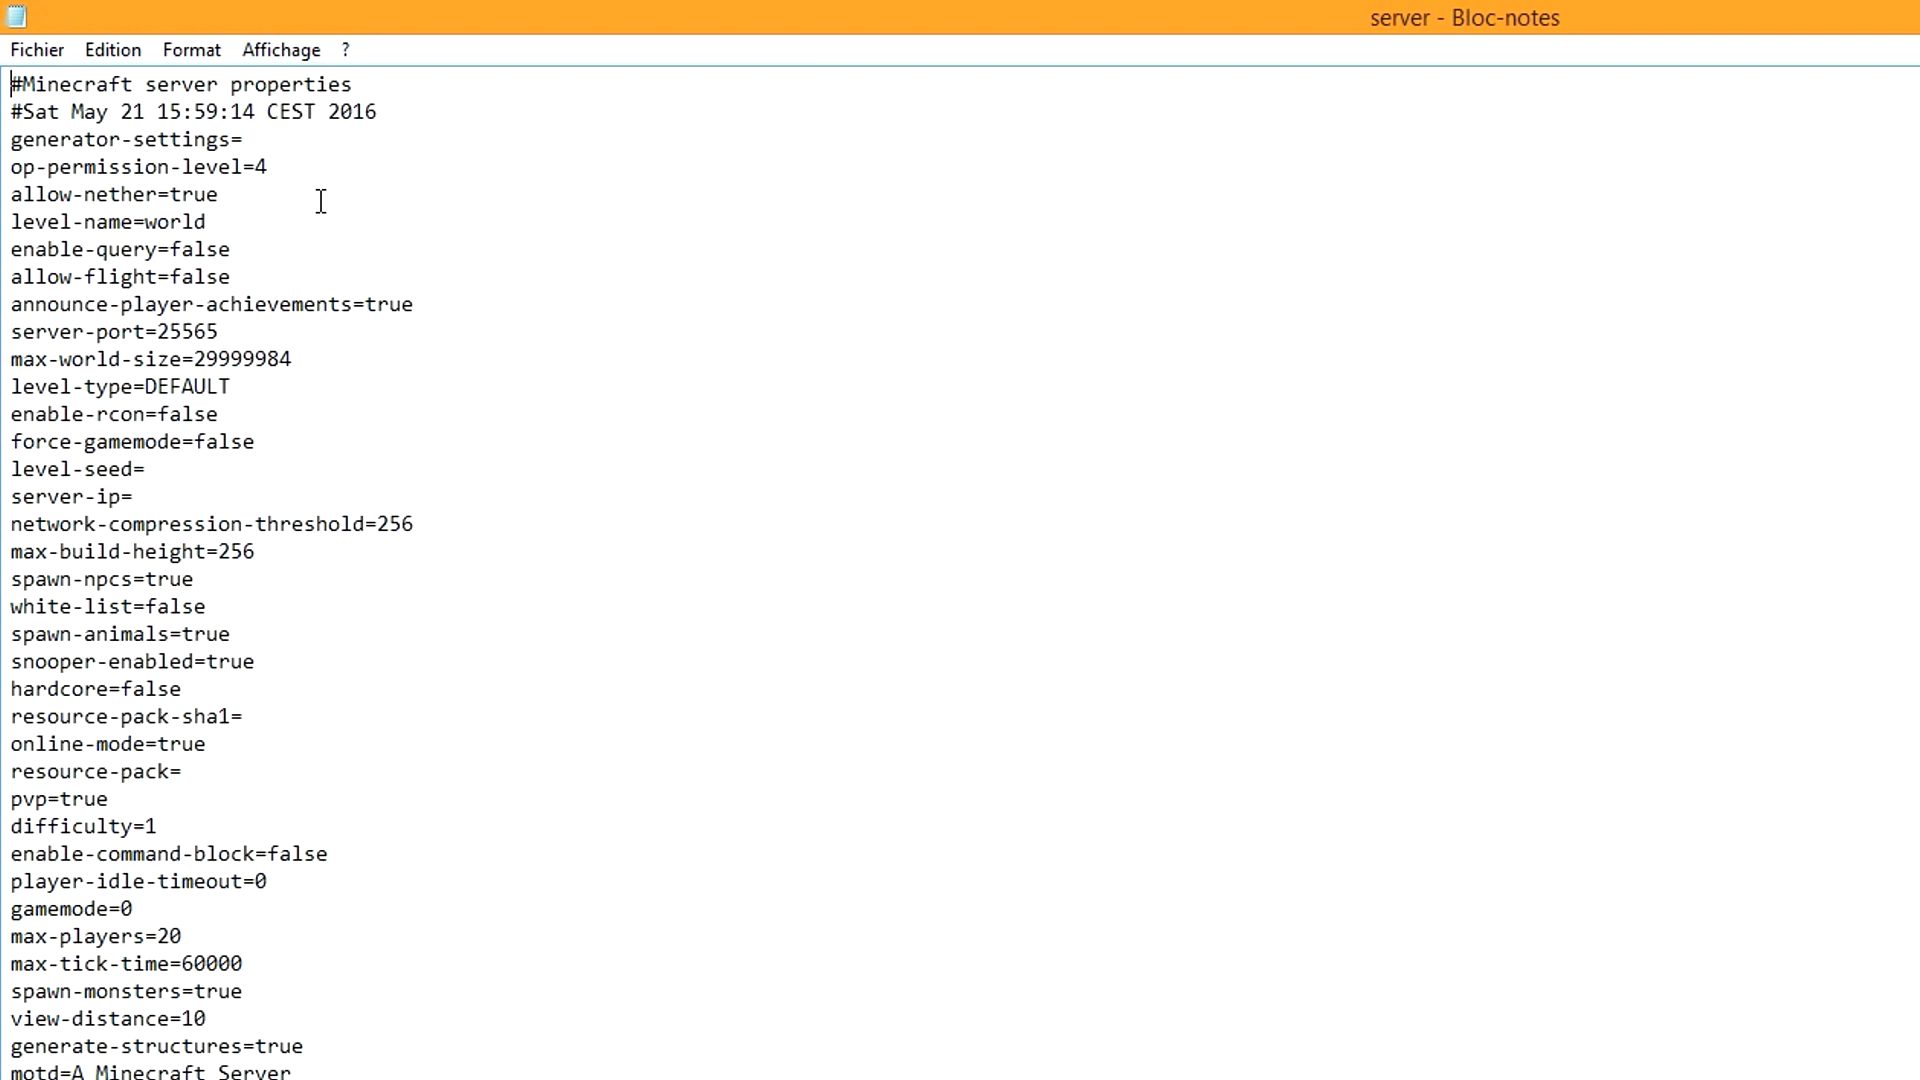 server - Bloc-notes
Fichier Edition Format Affichage ?
#Minecraft server properties
#Sat May 21 15:59:14 CEST 2016
generator-settings=
op-permission-level=4
allow-nether=true
level-name=world
enable-query=false
allow-flight=false
announce-player-achievements=true
server-port=25565
max-world-size=29999984
level-type=DEFAULT
enable-rcon=false
force-gamemode=false
level-seed=
server-ip=
network-compression-threshold=256
max-build-height=256
spawn-npcs=true
white-list=false
spawn-animals=true
snooper-enabled=true
hardcore=false
resource-pack-sha1=
online-mode=true
resource-pack=
pvp=true
difficulty=1
enable-command-block=false
player-idle-timeout=0
gamemode=0
max-players=20
max-tick-time=60000
spawn-monsters=true
view-distance=10
generate-structures=true
motd=A Minecraft Server